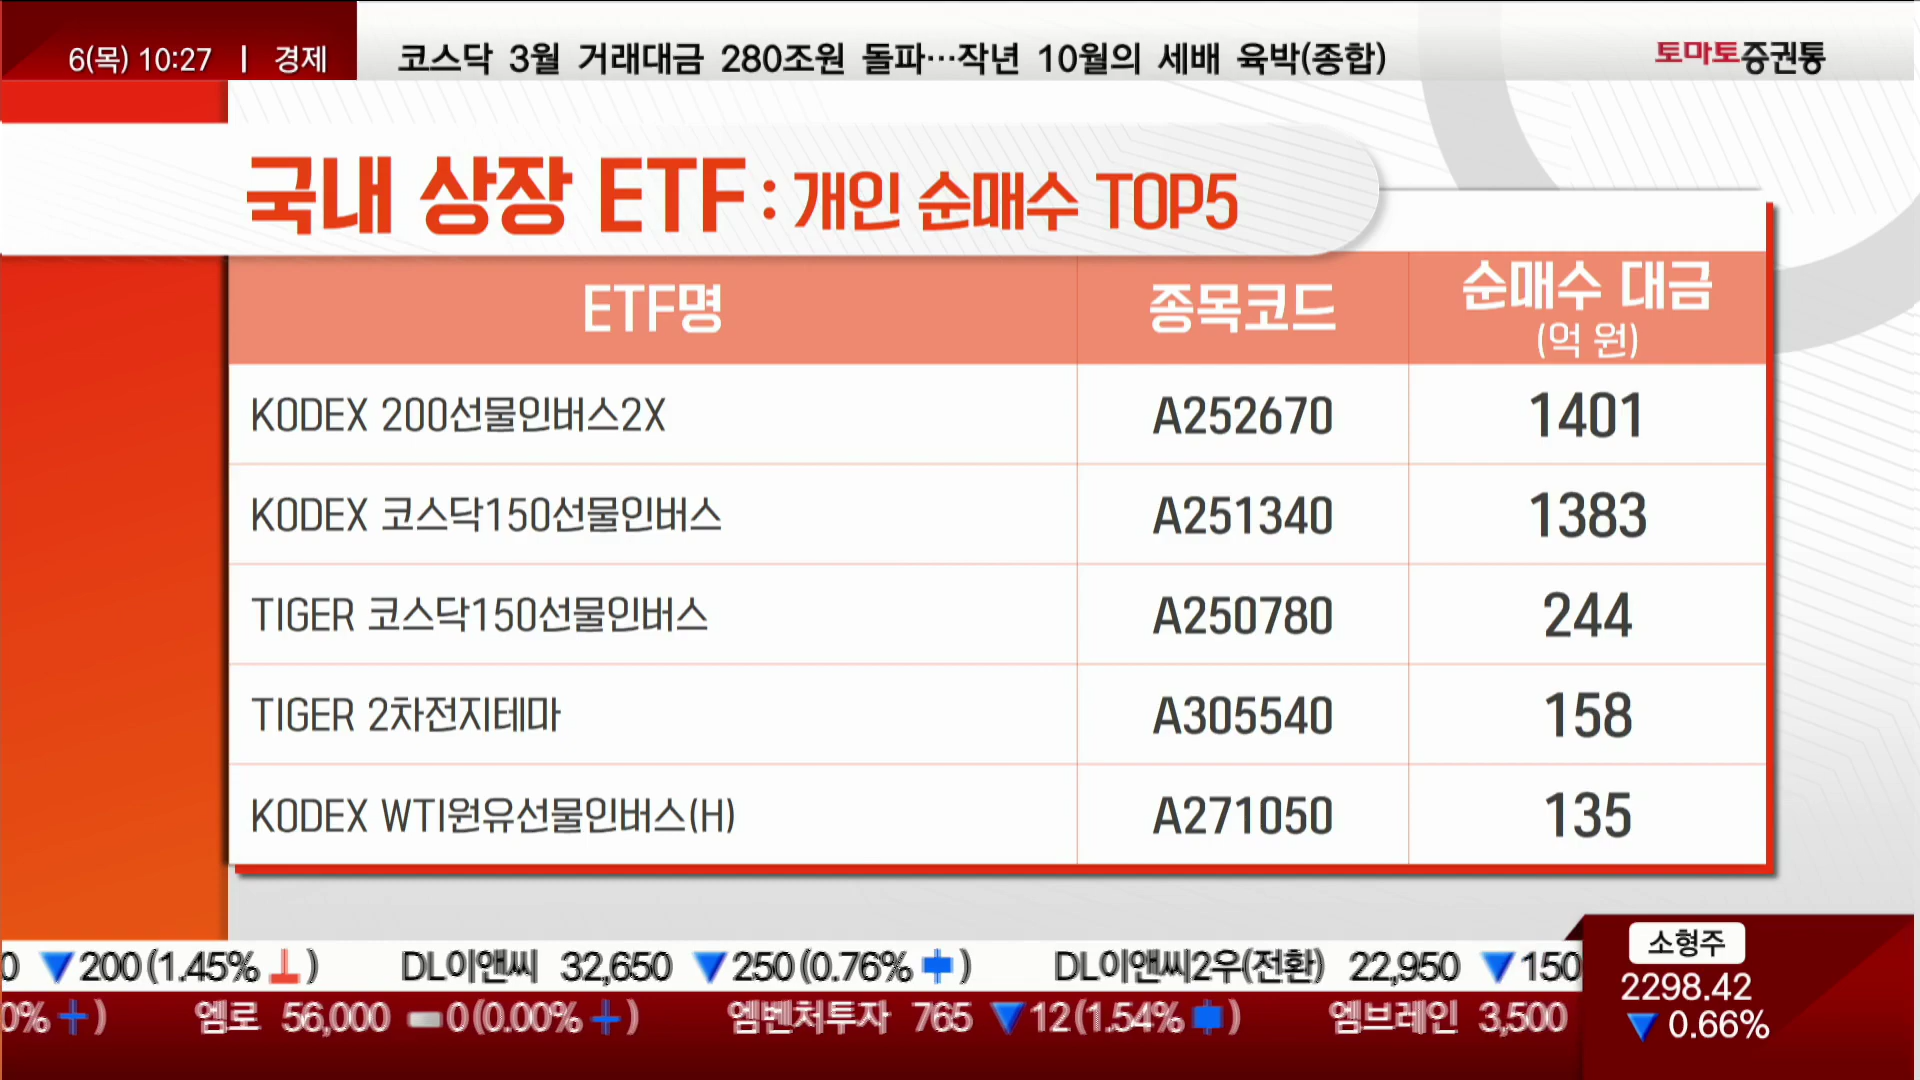 6(목) 10:27 | 경제
코스닥 3월 거래대금 280조원 돌파…작년 10월의 세배 육박(종합)
토마토증권통
국내 상장 ETF : 개인 순매수 TOP5
ETF명 종목코드 순매수 대금
(억 원)
KODEX 200선물인버스2X A252670 1401
KODEX 코스닥150선물인버스 A251340 1383
TIGER 코스닥150선물인버스 A250780 244
TIGER 2차전지테마 A305540 158
KODEX WTI원유선물인버스(H) A271050 135
0 ▼200(1.45% ) DL이앤씨 32,650 ▼250(0.76% ) DL이앤씨2우(전환) 22,950 ▼150
0% ) 엠로 56,000 0(0.00% ) 엠벤처투자 765 ▼12(1.54% ) 엠브레인 3,500
소형주
2298.42
▼ 0.66%